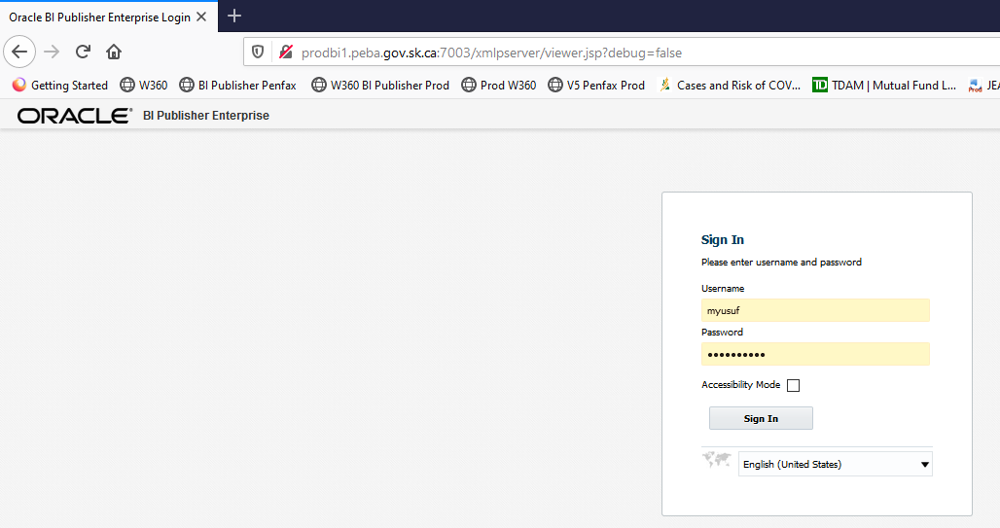 Oracle BI Publisher Enterprise Login
prodbi1.peba.gov.sk.ca:7003/xmlpserver/viewer.jsp?debug=false
Getting Started W360 BI Publisher Penfax W360 BI Publisher Prod Prod W360 V5 Penfax Prod Cases and Risk of COV... TD TDAM | Mutual Fund L... Prod JEA
ORACLE® BI Publisher Enterprise
Sign In
Please enter username and password
Username
myusuf
Password
••••••••••
Accessibility Mode
Sign In
English (United States)